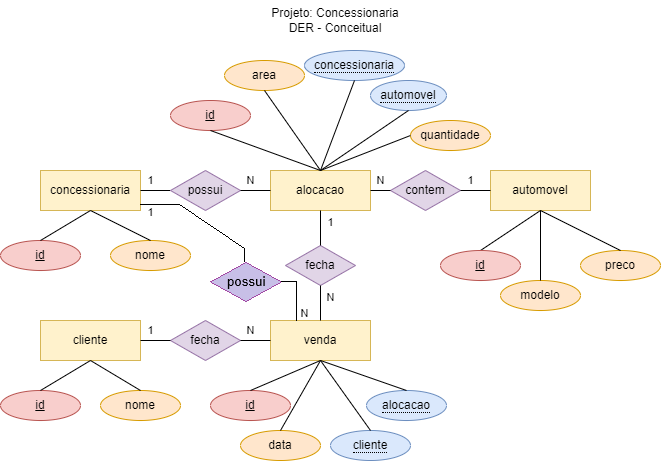 Projeto: Concessionaria
DER - Conceitual
concessionaria
area
automovel
id
quantidade
1
N
N
1
concessionaria
possui
alocacao
contem
automovel
1
1
id
nome
fecha
id
preco
possui
modelo
N
N
1
N
cliente
fecha
venda
id
nome
id
alocacao
data
cliente